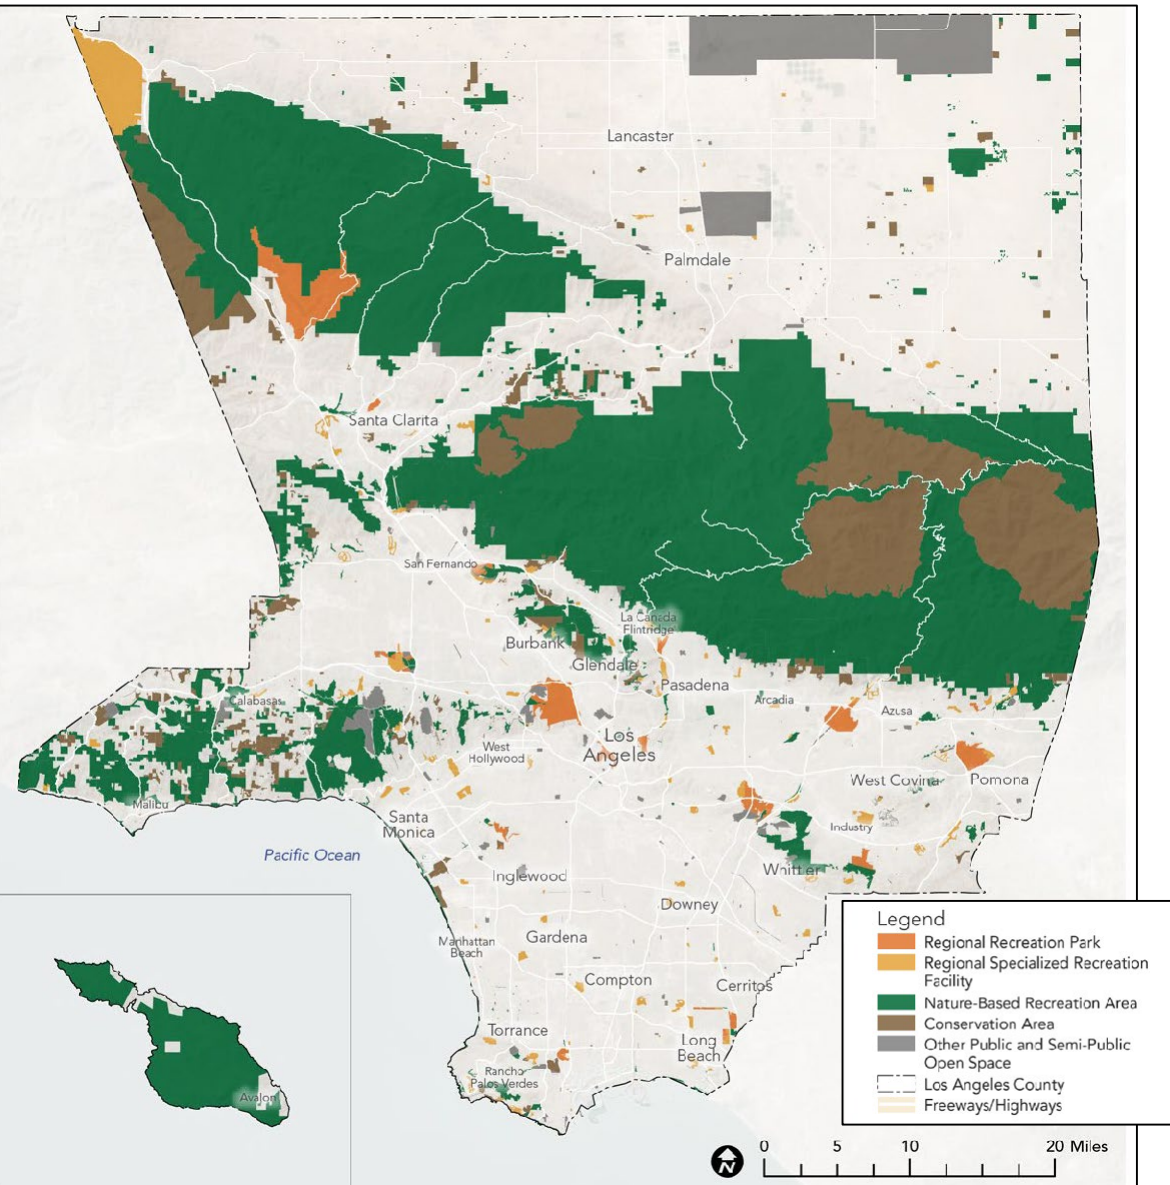 Lancaster
Palmdale
Santa Clarita
San Fernando
La Cañada
Flintridge
Burbank
Glendale
Pasadena
Calabasas
Arcadia
Azusa
West
Hollywood
Los
Angeles
West Covina
Pomona
Malibu
Santa
Monica
Industry
Pacific Ocean
Inglewood
Whittier
Downey
Manhattan
Beach
Gardena
Compton
Cerritos
Torrance
Long
Beach
Rancho
Palos Verdes
Avalon
Legend
Regional Recreation Park
Regional Specialized Recreation
Facility
Nature-Based Recreation Area
Conservation Area
Other Public and Semi-Public
Open Space
Los Angeles County
Freeways/Highways
N
0 5 10 20 Miles